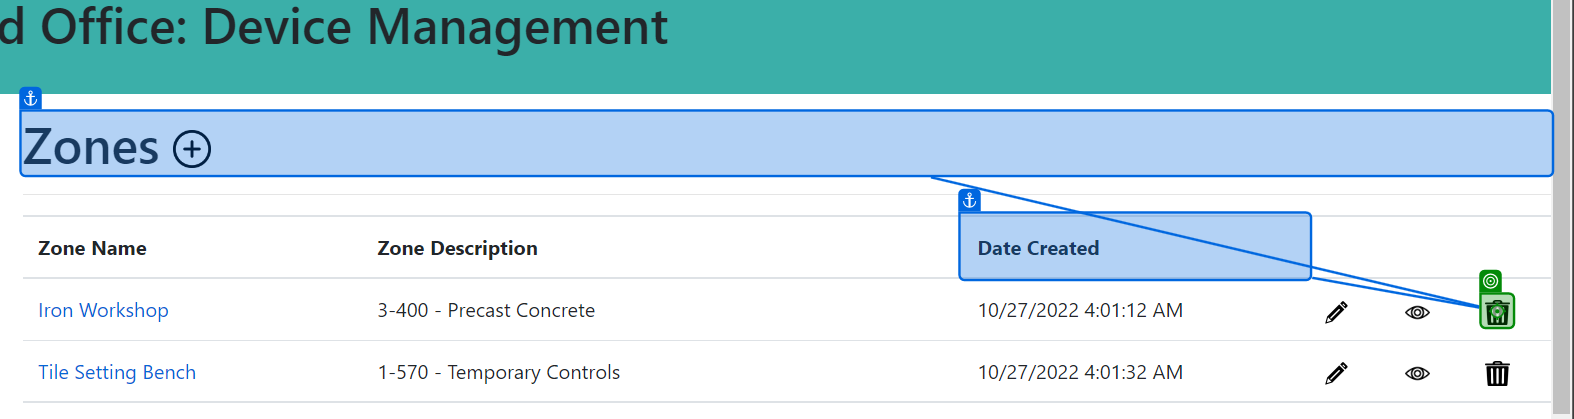 d Office: Device Management
Zones
Zone Name Zone Description Date Created
Iron Workshop 3-400 - Precast Concrete 10/27/2022 4:01:12 AM
Tile Setting Bench 1-570 - Temporary Controls 10/27/2022 4:01:32 AM